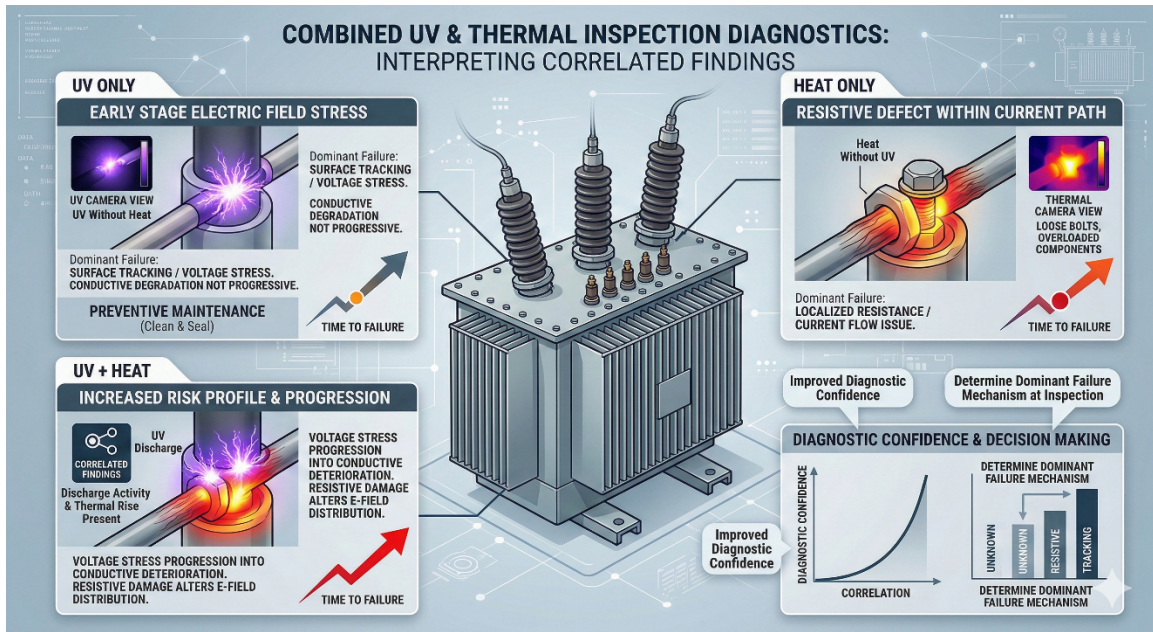 COMBINED UV & THERMAL INSPECTION DIAGNOSTICS:
INTERPRETING CORRELATED FINDINGS
UV ONLY
EARLY STAGE ELECTRIC FIELD STRESS
UV CAMERA VIEW
UV Without Heat
Dominant Failure:
SURFACE TRACKING
/ VOLTAGE STRESS.
CONDUCTIVE
DEGRADATION
NOT PROGRESSIVE.
Dominant Failure:
SURFACE TRACKING / VOLTAGE STRESS.
CONDUCTIVE DEGRADATION NOT PROGRESSIVE.
PREVENTIVE MAINTENANCE
(Clean & Seal)
TIME TO FAILURE
HEAT ONLY
RESISTIVE DEFECT WITHIN CURRENT PATH
Heat
Without UV
THERMAL
CAMERA VIEW
LOOSE BOLTS,
OVERLOADED
COMPONENTS
Dominant Failure:
LOCALIZED RESISTANCE /
CURRENT FLOW ISSUE.
TIME TO FAILURE
UV + HEAT
INCREASED RISK PROFILE & PROGRESSION
CORRELATED
FINDINGS
UV
Discharge
Discharge Activity
& Thermal Rise
Present
VOLTAGE STRESS
PROGRESSION
INTO CONDUCTIVE
DETERIORATION.
RESISTIVE DAMAGE
ALTERS E-FIELD
DISTRIBUTION.
VOLTAGE STRESS PROGRESSION INTO
CONDUCTIVE DETERIORATION.
RESISTIVE DAMAGE ALTERS E-FIELD
DISTRIBUTION.
TIME TO FAILURE
Improved Diagnostic
Confidence
Determine Dominant Failure
Mechanism at Inspection
DIAGNOSTIC CONFIDENCE & DECISION MAKING
Improved
Diagnostic
Confidence
DIAGNOSTIC CONFIDENCE
CORRELATION
DETERMINE DOMINANT
FAILURE MECHANISM
UNKNOWN
UNKNOWN
RESISTIVE
TRACKING
DETERMINE DOMINANT
FAILURE MECHANISM